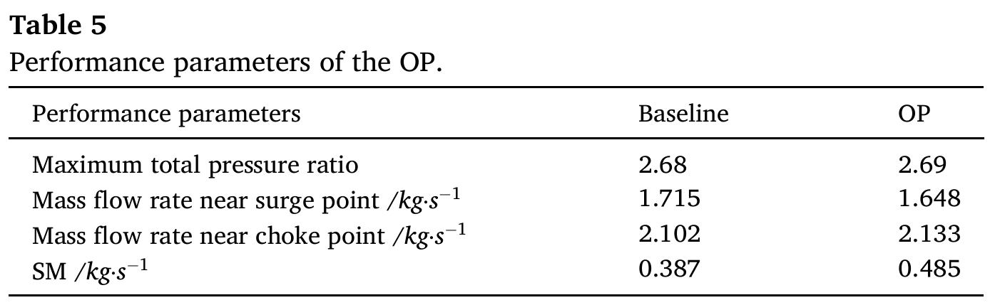 Table 5
Performance parameters of the OP.
Performance parameters Baseline OP
Maximum total pressure ratio 2.68 2.69
Mass flow rate near surge point /kg·s⁻¹ 1.715 1.648
Mass flow rate near choke point /kg·s⁻¹ 2.102 2.133
SM /kg·s⁻¹ 0.387 0.485